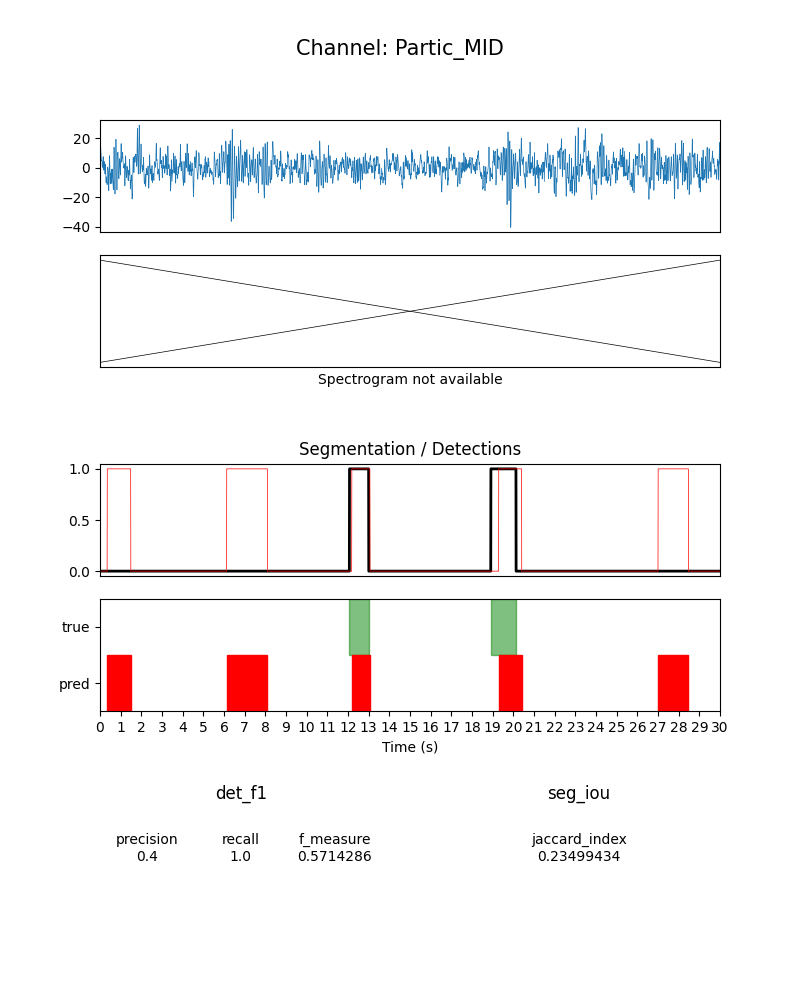 Channel: Partic_MID
20
0
−20
−40
Spectrogram not available
Segmentation / Detections
1.0
0.5
0.0
true
pred
0 1 2 3 4 5 6 7 8 9 10 11 12 13 14 15 16 17 18 19 20 21 22 23 24 25 26 27 28 29 30
Time (s)
det_f1 seg_iou
precision recall f_measure jaccard_index
0.4 1.0 0.5714286 0.23499434